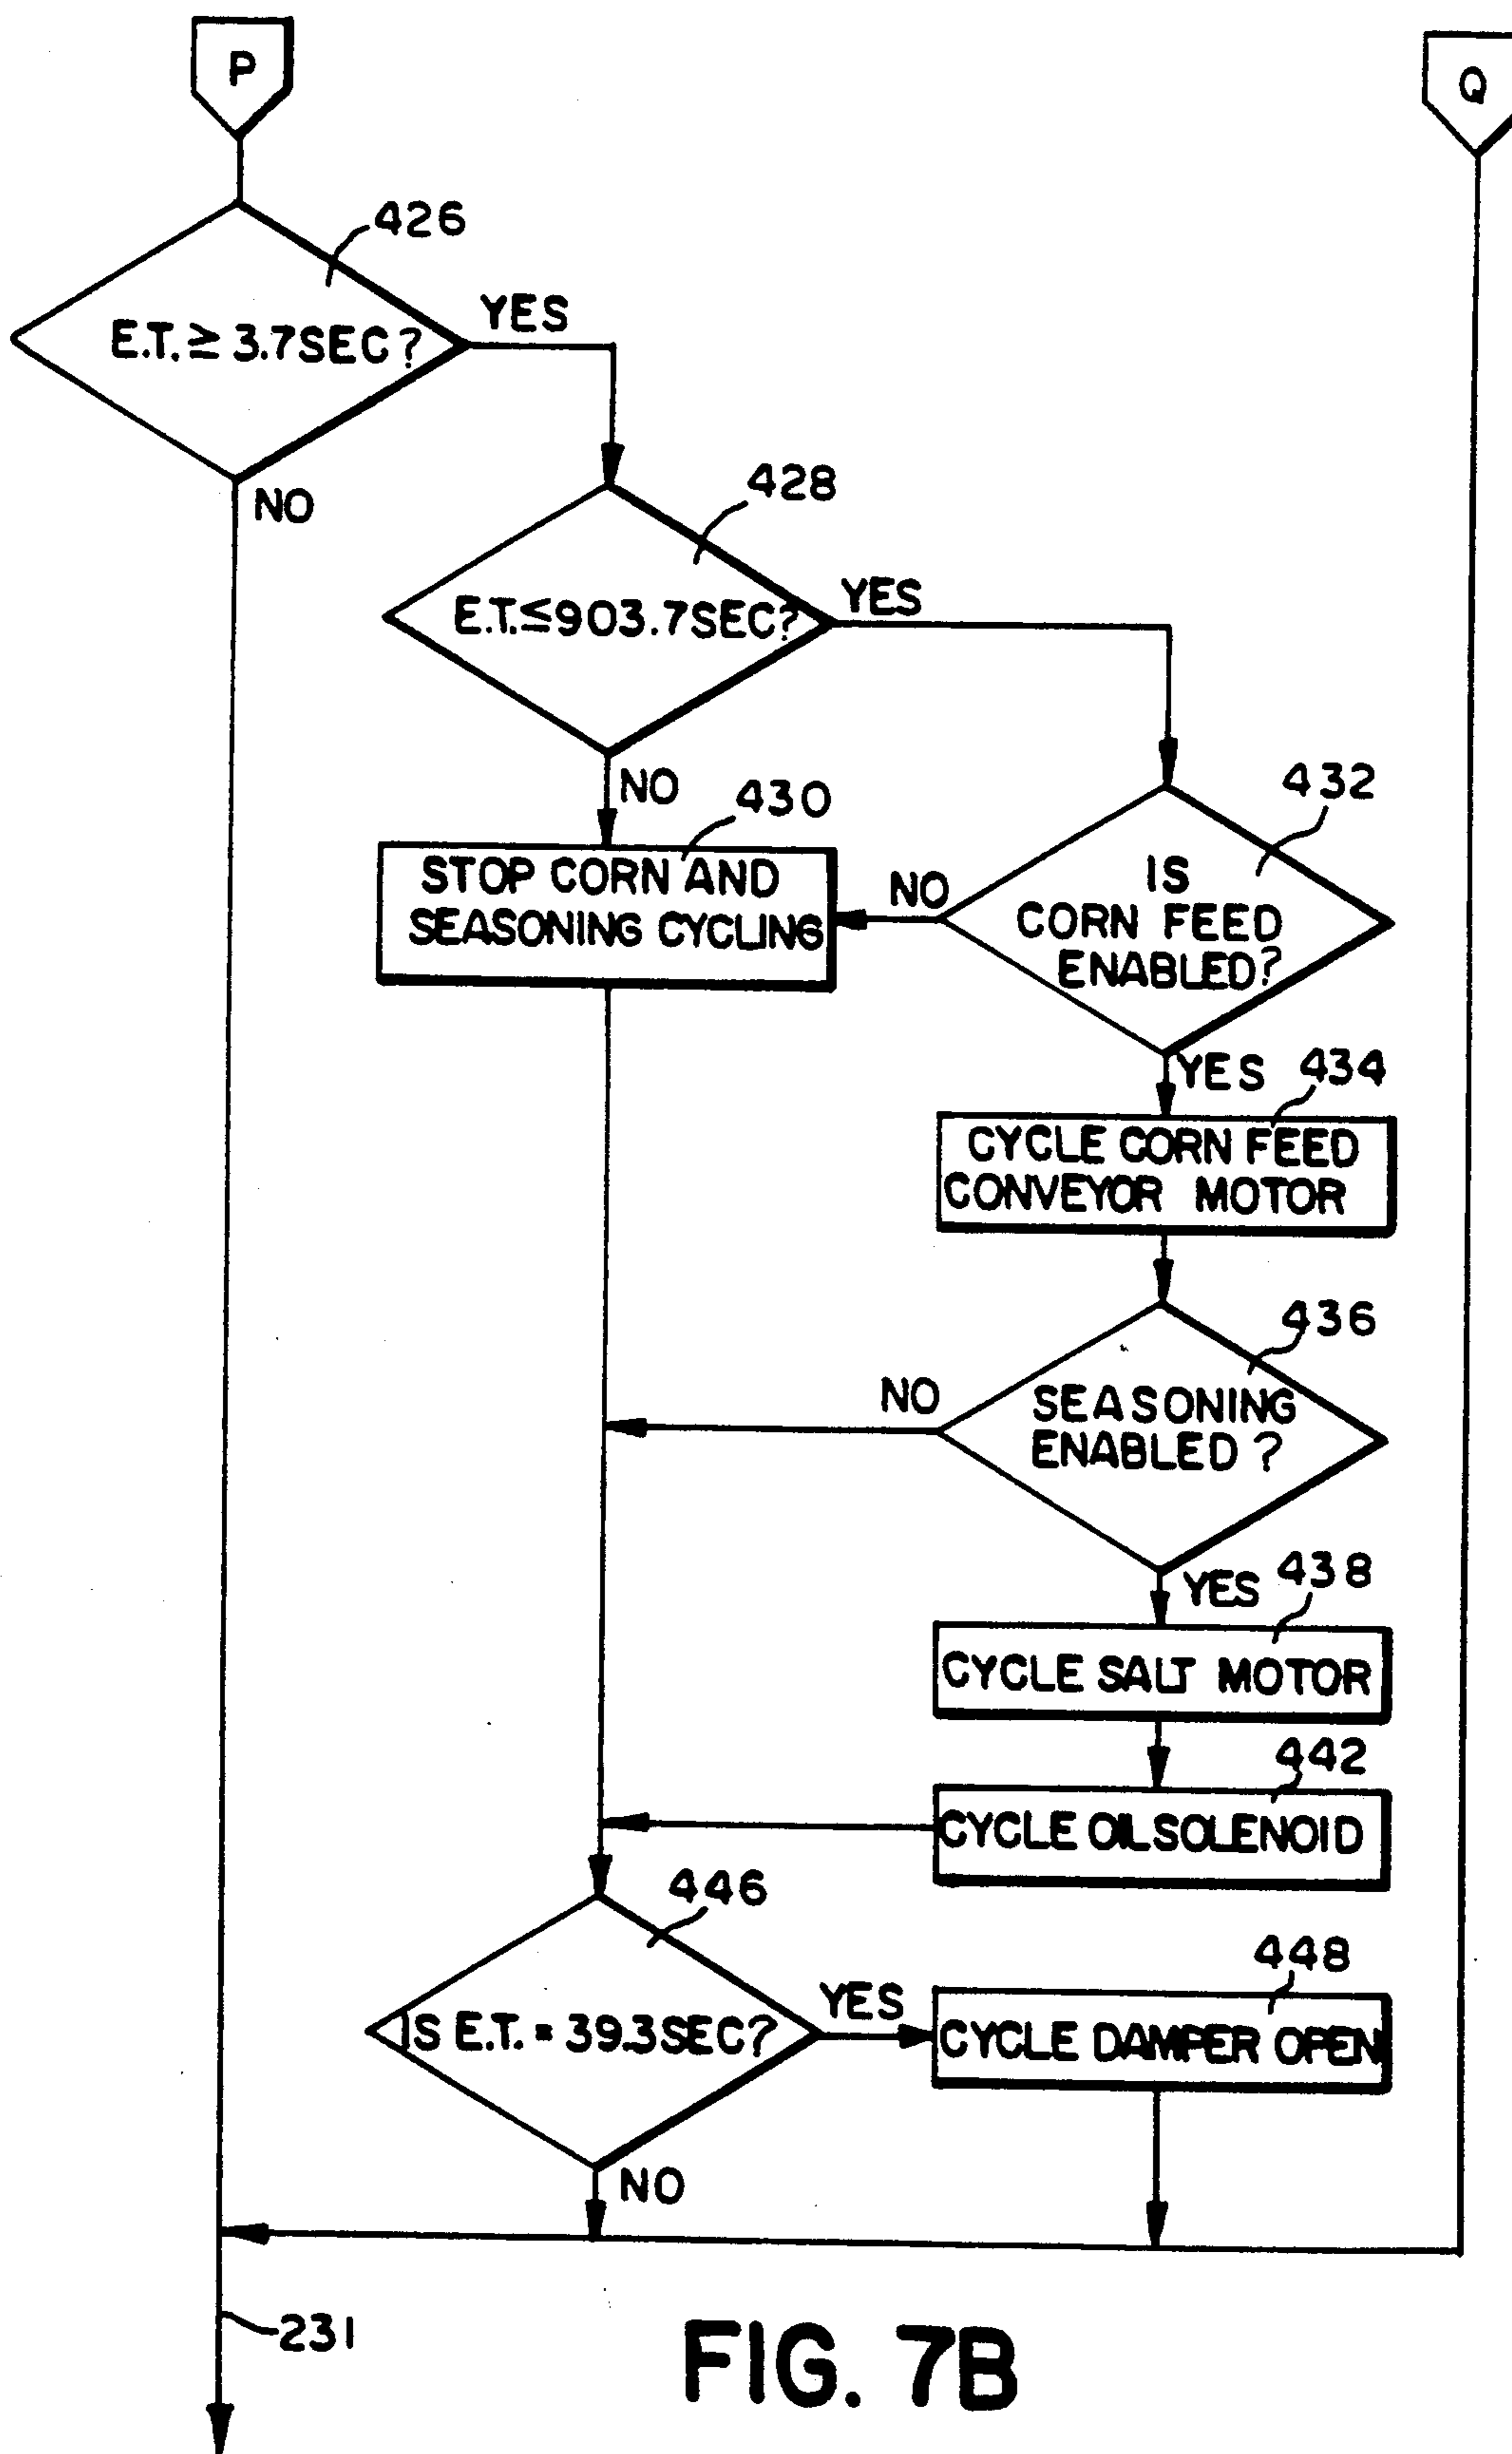 P
Q
426
E.T. ≥ 3.7SEC?
YES
NO
428
E.T.≤903.7SEC?
YES
NO
430
STOP CORN AND
SEASONING CYCLING
432
IS
CORN FEED
ENABLED?
NO
YES
434
CYCLE CORN FEED
CONVEYOR MOTOR
436
SEASONING
ENABLED ?
NO
YES
438
CYCLE SALT MOTOR
442
CYCLE OIL SOLENOID
446
IS E.T. = 39.3SEC?
YES
NO
448
CYCLE DAMPER OPEN
231
FIG. 7B